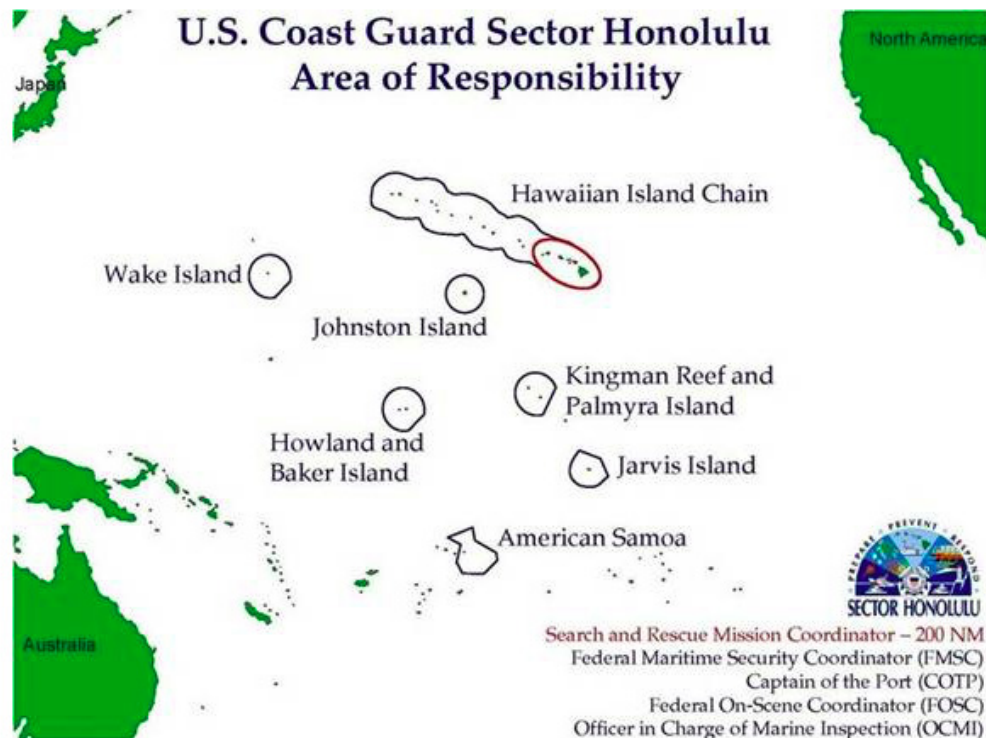 U.S. Coast Guard Sector Honolulu
Area of Responsibility
Japan
North America
Hawaiian Island Chain
Wake Island
Johnston Island
Kingman Reef and
Palmyra Island
Howland and
Baker Island
Jarvis Island
American Samoa
Australia
PREPARE PREVENT RESPOND
SECTOR HONOLULU
Search and Rescue Mission Coordinator – 200 NM
Federal Maritime Security Coordinator (FMSC)
Captain of the Port (COTP)
Federal On-Scene Coordinator (FOSC)
Officer in Charge of Marine Inspection (OCMI)